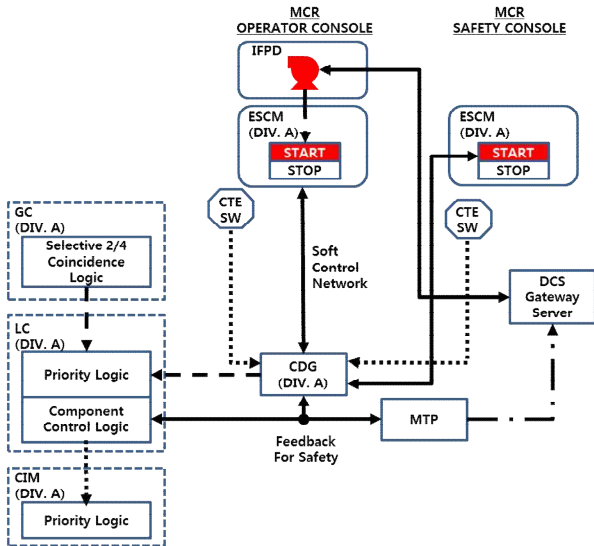 MCR
OPERATOR CONSOLE
MCR
SAFETY CONSOLE
IFPD
ESCM
(DIV. A)
START
STOP
ESCM
(DIV. A)
START
STOP
CTE
SW
CTE
SW
GC
(DIV. A)
Selective 2/4
Coincidence
Logic
Soft
Control
Network
DCS
Gateway
Server
LC
(DIV. A)
Priority Logic
Component
Control Logic
CDG
(DIV. A)
MTP
Feedback
For Safety
CIM
(DIV. A)
Priority Logic